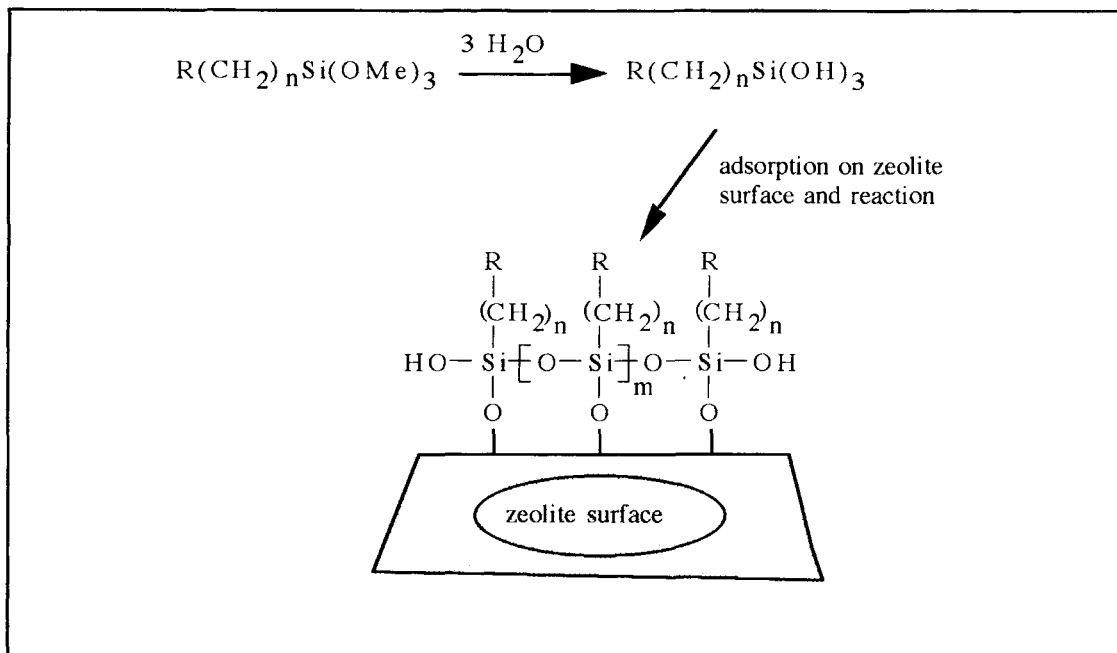 3 H2O
R(CH2)nSi(OMe)3 R(CH2)nSi(OH)3
adsorption on zeolite
surface and reaction
R R R
(CH2)n (CH2)n (CH2)n
HO—Si—[O—Si—]mO—Si—OH
O O O
zeolite surface